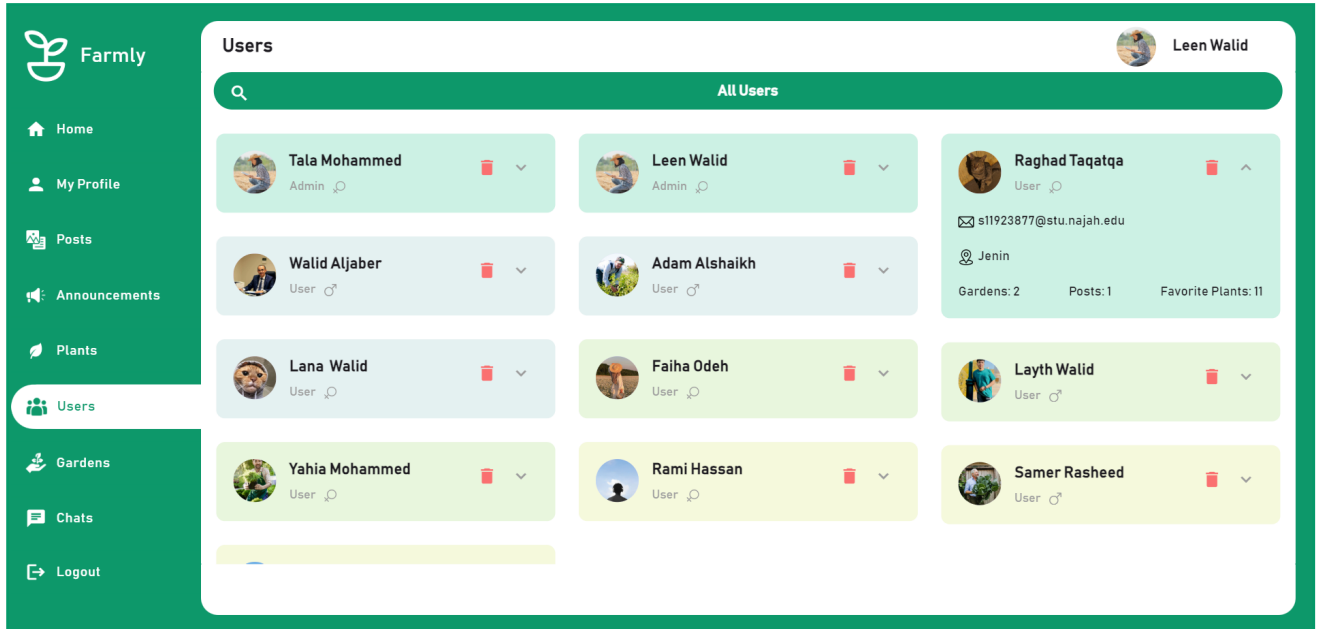 Farmly
Home
My Profile
Posts
Announcements
Plants
Users
Gardens
Chats
Logout
Users
Leen Walid
All Users
Tala Mohammed
Admin
Leen Walid
Admin
Raghad Taqatqa
User
s11923877@stu.najah.edu
Jenin
Gardens: 2 Posts: 1 Favorite Plants: 11
Walid Aljaber
User
Adam Alshaikh
User
Lana Walid
User
Faiha Odeh
User
Layth Walid
User
Yahia Mohammed
User
Rami Hassan
User
Samer Rasheed
User